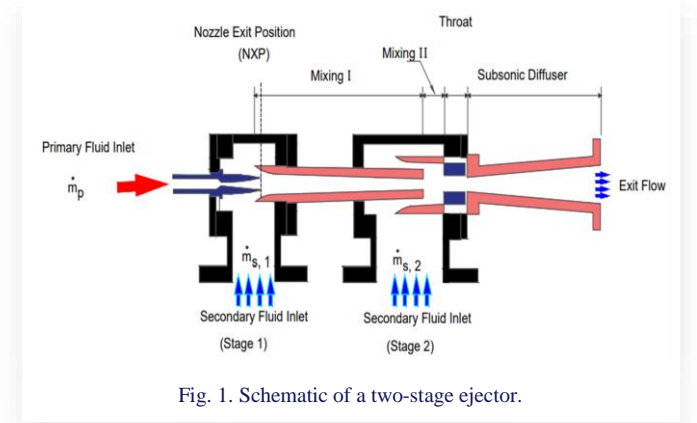 Throat
Nozzle Exit Position
(NXP)
Mixing II
Mixing I
Subsonic Diffuser
Primary Fluid Inlet
ṁp
Exit Flow
ṁs, 1
ṁs, 2
Secondary Fluid Inlet
(Stage 1)
Secondary Fluid Inlet
(Stage 2)
Fig. 1. Schematic of a two-stage ejector.